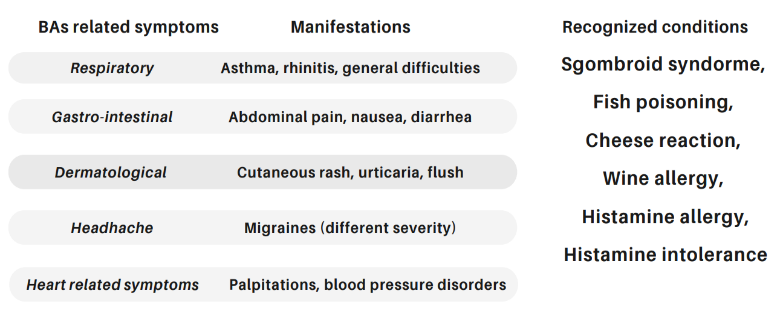 BAs related symptoms Manifestations Recognized conditions
Respiratory Asthma, rhinitis, general difficulties
Gastro-intestinal Abdominal pain, nausea, diarrhea
Dermatological Cutaneous rash, urticaria, flush
Headhache Migraines (different severity)
Heart related symptoms Palpitations, blood pressure disorders
Sgombroid syndorme,
Fish poisoning,
Cheese reaction,
Wine allergy,
Histamine allergy,
Histamine intolerance